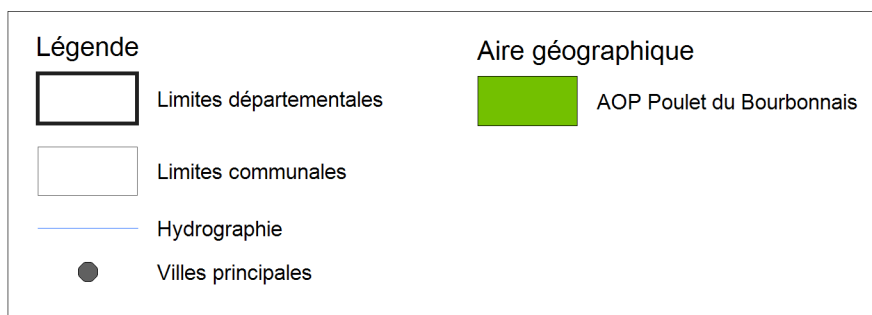 Légende
Limites départementales
Limites communales
Hydrographie
Villes principales
Aire géographique
AOP Poulet du Bourbonnais